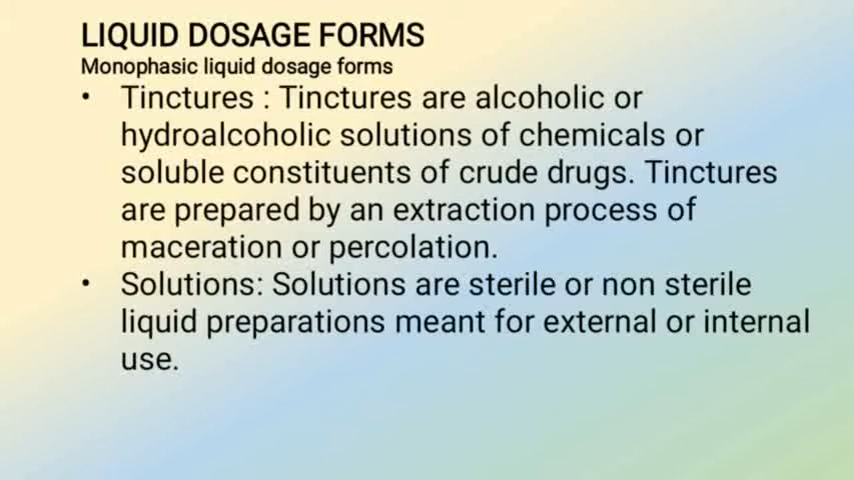 LIQUID DOSAGE FORMS
Monophasic liquid dosage forms
• Tinctures : Tinctures are alcoholic or
hydroalcoholic solutions of chemicals or
soluble constituents of crude drugs. Tinctures
are prepared by an extraction process of
maceration or percolation.
• Solutions: Solutions are sterile or non sterile
liquid preparations meant for external or internal
use.